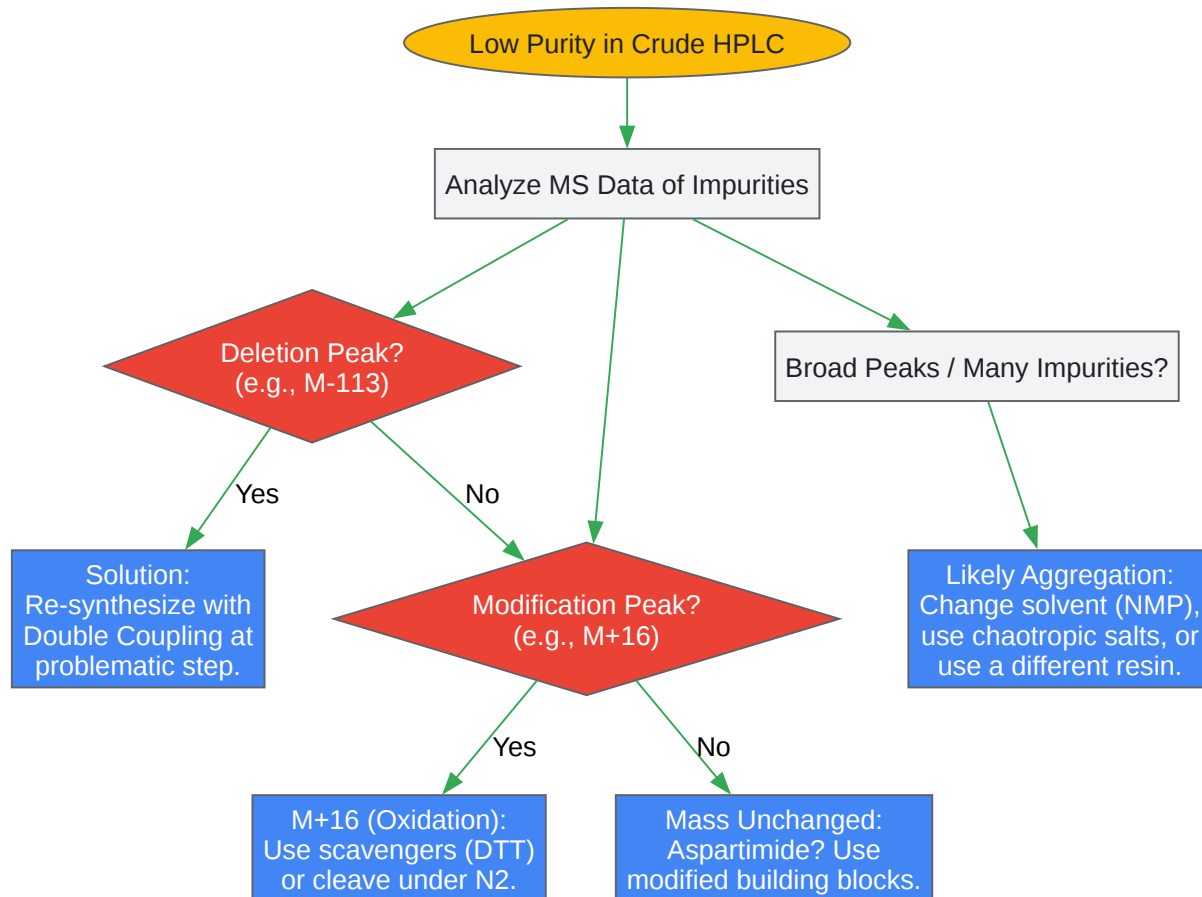 Low Purity in Crude HPLC
Analyze MS Data of Impurities
Deletion Peak?
(e.g., M-113)
Broad Peaks / Many Impurities?
Yes
No
Solution:
Re-synthesize with
Double Coupling at
problematic step.
Modification Peak?
(e.g., M+16)
Likely Aggregation:
Change solvent (NMP),
use chaotropic salts, or
use a different resin.
Yes
No
M+16 (Oxidation):
Use scavengers (DTT)
or cleave under N2.
Mass Unchanged:
Aspartimide? Use
modified building blocks.